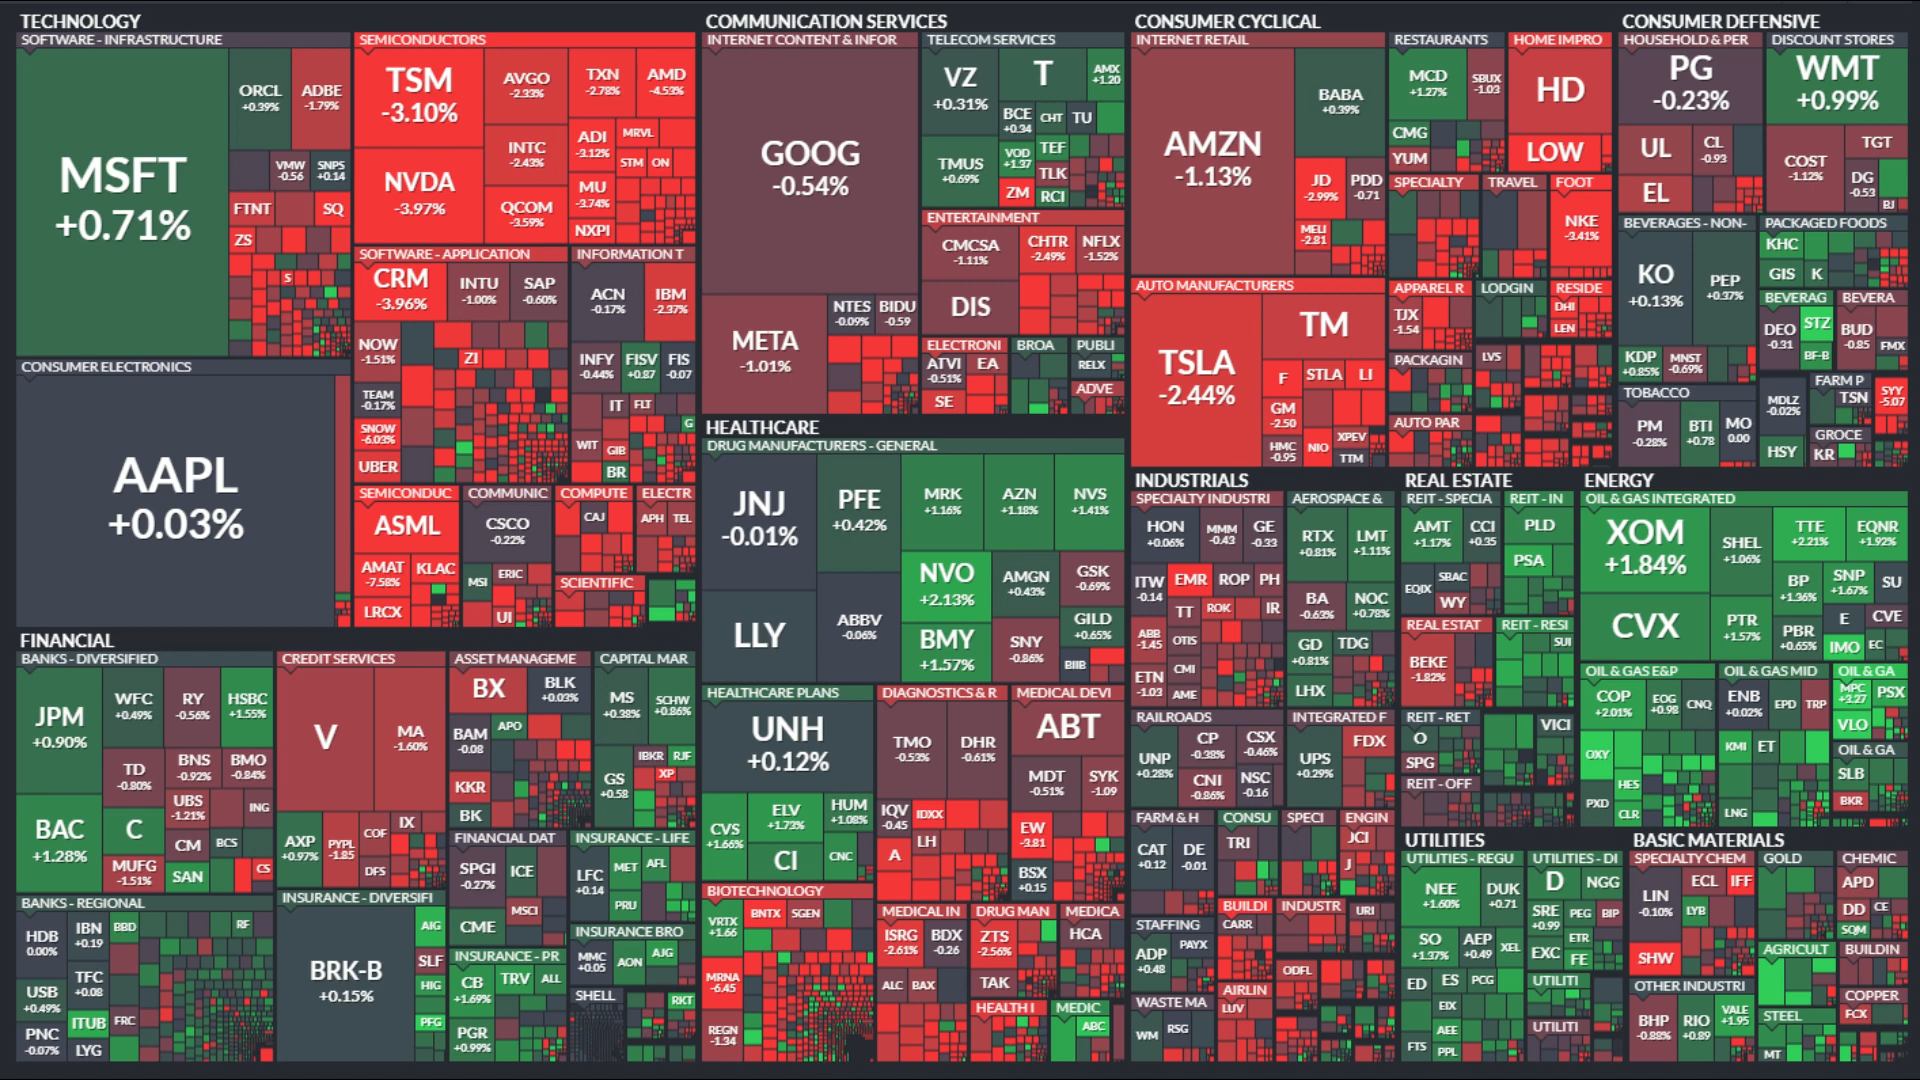 TECHNOLOGY
SOFTWARE - INFRASTRUCTURE
MSFT
+0.71%
ORCL
+0.39%
ADBE
-1.79%
VMW
-0.56
SNPS
+0.14
FTNT
SQ
ZS
S
CONSUMER ELECTRONICS
AAPL
+0.03%
SEMICONDUCTORS
TSM
-3.10%
AVGO
-2.33%
TXN
-2.78%
AMD
-4.53%
NVDA
-3.97%
INTC
-2.43%
QCOM
-3.59%
ADI
-3.12%
MRVL
STM
ON
MU
-3.74%
NXPI
SOFTWARE - APPLICATION
CRM
-3.96%
INTU
-1.00%
SAP
-0.60%
NOW
-1.51%
ZI
TEAM
-0.17%
SNOW
-6.03%
UBER
INFORMATION T
ACN
-0.17%
IBM
-2.37%
INFY
-0.44%
FISV
+0.87
FIS
-0.07
IT
FLT
G
WIT
GIB
BR
SEMICONDUC
ASML
AMAT
-7.58%
KLAC
LRCX
COMMUNIC
CSCO
-0.22%
MSI
ERIC
UI
COMPUTE
CAJ
ELECTR
APH
TEL
SCIENTIFIC
COMMUNICATION SERVICES
INTERNET CONTENT & INFOR
GOOG
-0.54%
META
-1.01%
NTES
-0.09%
BIDU
-0.59
TELECOM SERVICES
VZ
+0.31%
T
AMX
+1.20
BCE
+0.34
CHT
TU
TMUS
+0.69%
VOD
+1.37
TEF
TLK
ZM
RCI
ENTERTAINMENT
CMCSA
-1.11%
CHTR
-2.49%
NFLX
-1.52%
DIS
ELECTRONI
ATVI
-0.51%
EA
SE
BROA
PUBLI
RELX
ADVE
CONSUMER CYCLICAL
INTERNET RETAIL
AMZN
-1.13%
BABA
+0.39%
JD
-2.99%
PDD
-0.71
MELI
-2.81
AUTO MANUFACTURERS
TSLA
-2.44%
TM
F
STLA
LI
GM
-2.50
HMC
-0.95
NIO
XPEV
TTM
RESTAURANTS
MCD
+1.27%
SBUX
-1.03
CMG
YUM
HOME IMPRO
HD
LOW
SPECIALTY
TRAVEL
FOOT
NKE
-3.41%
APPAREL R
TJX
-1.54
LODGIN
RESIDE
DHI
LEN
PACKAGIN
LVS
AUTO PAR
CONSUMER DEFENSIVE
HOUSEHOLD & PER
PG
-0.23%
UL
CL
-0.93
EL
DISCOUNT STORES
WMT
+0.99%
COST
-1.12%
TGT
DG
-0.53
BJ
BEVERAGES - NON-
KO
+0.13%
PEP
+0.37%
KDP
+0.85%
MNST
-0.69%
PACKAGED FOODS
KHC
GIS
K
BEVERAG
DEO
-0.31
STZ
BF-B
BEVERA
BUD
-0.85
FMX
TOBACCO
PM
-0.28%
BTI
+0.78
MO
0.00
MDLZ
-0.02%
HSY
FARM P
TSN
SYY
-5.07
GROCE
KR
HEALTHCARE
DRUG MANUFACTURERS - GENERAL
JNJ
-0.01%
PFE
+0.42%
MRK
+1.16%
AZN
+1.18%
NVS
+1.41%
LLY
ABBV
-0.06%
NVO
+2.13%
AMGN
+0.43%
GSK
-0.69%
BMY
+1.57%
SNY
-0.86%
GILD
+0.65%
BIIB
HEALTHCARE PLANS
UNH
+0.12%
CVS
+1.66%
ELV
+1.73%
HUM
+1.08%
CI
CNC
DIAGNOSTICS & R
TMO
-0.53%
DHR
-0.61%
IQV
-0.45
IDXX
LH
A
MEDICAL DEVI
ABT
MDT
-0.51%
SYK
-1.09
EW
-3.81
BSX
+0.15
BIOTECHNOLOGY
VRTX
+1.66
BNTX
SGEN
MRNA
-6.45
REGN
-1.34
MEDICAL IN
ISRG
-2.61%
BDX
-0.26
ALC
BAX
DRUG MAN
ZTS
-2.56%
TAK
MEDICA
HCA
HEALTH I
MEDIC
ABC
FINANCIAL
BANKS - DIVERSIFIED
JPM
+0.90%
WFC
+0.49%
RY
-0.56%
HSBC
+1.55%
TD
-0.80%
BNS
-0.92%
BMO
-0.84%
BAC
+1.28%
C
UBS
-1.21%
ING
CM
BCS
MUFG
-1.51%
SAN
CS
BANKS - REGIONAL
HDB
0.00%
IBN
+0.19
BBD
RF
USB
+0.49%
TFC
+0.08
PNC
-0.07%
ITUB
FRC
LYG
CREDIT SERVICES
V
MA
-1.60%
AXP
+0.97%
PYPL
-1.85
COF
IX
DFS
INSURANCE - DIVERSIFI
BRK-B
+0.15%
AIG
SLF
HIG
PFG
ASSET MANAGEME
BX
BLK
+0.03%
BAM
-0.08
APO
KKR
BK
CAPITAL MAR
MS
+0.38%
SCHW
+0.86%
GS
+0.58
IBKR
RJF
XP
FINANCIAL DAT
SPGI
-0.27%
ICE
MSCI
CME
INSURANCE - LIFE
LFC
+0.14
MET
AFL
PRU
INSURANCE BRO
MMC
+0.05
AON
AJG
INSURANCE - PR
CB
+1.69%
TRV
ALL
PGR
+0.99%
SHELL
RKT
INDUSTRIALS
SPECIALTY INDUSTRI
HON
+0.06%
MMM
-0.43
GE
-0.33
ITW
-0.14
EMR
ROP
PH
TT
ROK
IR
ABB
-1.45
OTIS
ETN
-1.03
CMI
AME
AEROSPACE &
RTX
+0.81%
LMT
+1.11%
BA
-0.63%
NOC
+0.78%
GD
+0.81%
TDG
LHX
RAILROADS
UNP
+0.28%
CP
-0.38%
CSX
-0.46%
CNI
-0.86%
NSC
-0.16
INTEGRATED F
UPS
+0.29%
FDX
FARM & H
CAT
+0.12
DE
-0.01
CONSU
TRI
SPECI
ENGIN
JCI
J
STAFFING
ADP
+0.48
PAYX
BUILDI
CARR
INDUSTR
URI
ODFL
WASTE MA
WM
RSG
AIRLIN
LUV
REAL ESTATE
REIT - SPECIA
AMT
+1.17%
CCI
+0.35
EQIX
SBAC
WY
REIT - IN
PLD
PSA
REAL ESTAT
BEKE
-1.82%
REIT - RESI
SUI
REIT - RET
O
SPG
VICI
REIT - OFF
ENERGY
OIL & GAS INTEGRATED
XOM
+1.84%
SHEL
+1.06%
TTE
+2.21%
EQNR
+1.92%
CVX
PTR
+1.57%
BP
+1.36%
SNP
+1.67%
SU
PBR
+0.65%
E
CVE
IMO
EC
OIL & GAS E&P
COP
+2.01%
EOG
+0.98
CNQ
OXY
HES
PXD
CLR
OIL & GAS MID
ENB
+0.02%
EPD
TRP
KMI
ET
LNG
OIL & GA
MPC
+3.27
PSX
VLO
OIL & GA
SLB
BKR
UTILITIES
UTILITIES - REGU
NEE
+1.60%
DUK
+0.71
SO
+1.37%
AEP
+0.49
XEL
ED
ES
PCG
EIX
AEE
FTS
PPL
UTILITIES - DI
D
NGG
SRE
+0.99
PEG
BIP
EXC
ETR
FE
UTILITI
UTILITI
BASIC MATERIALS
SPECIALTY CHEM
LIN
-0.10%
ECL
IFF
LYB
SHW
GOLD
CHEMIC
APD
DD
CE
SQM
AGRICULT
BUILDIN
OTHER INDUSTRI
BHP
-0.88%
RIO
+0.89
VALE
+1.95
COPPER
FCX
STEEL
MT